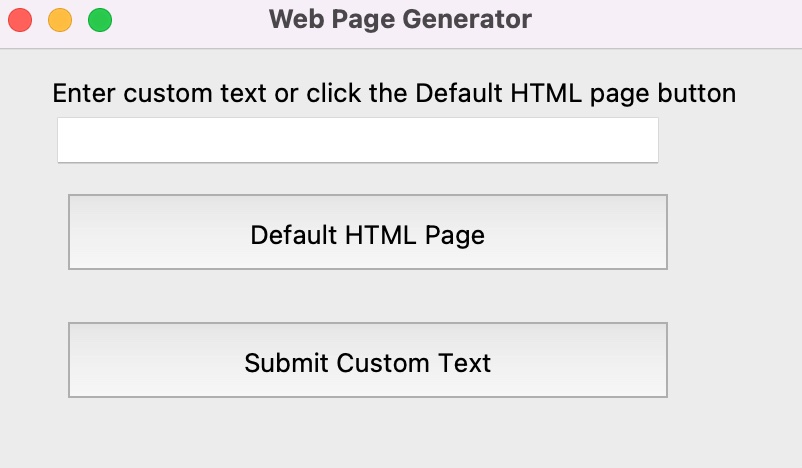 Web Page Generator
Enter custom text or click the Default HTML page button
Default HTML Page
Submit Custom Text